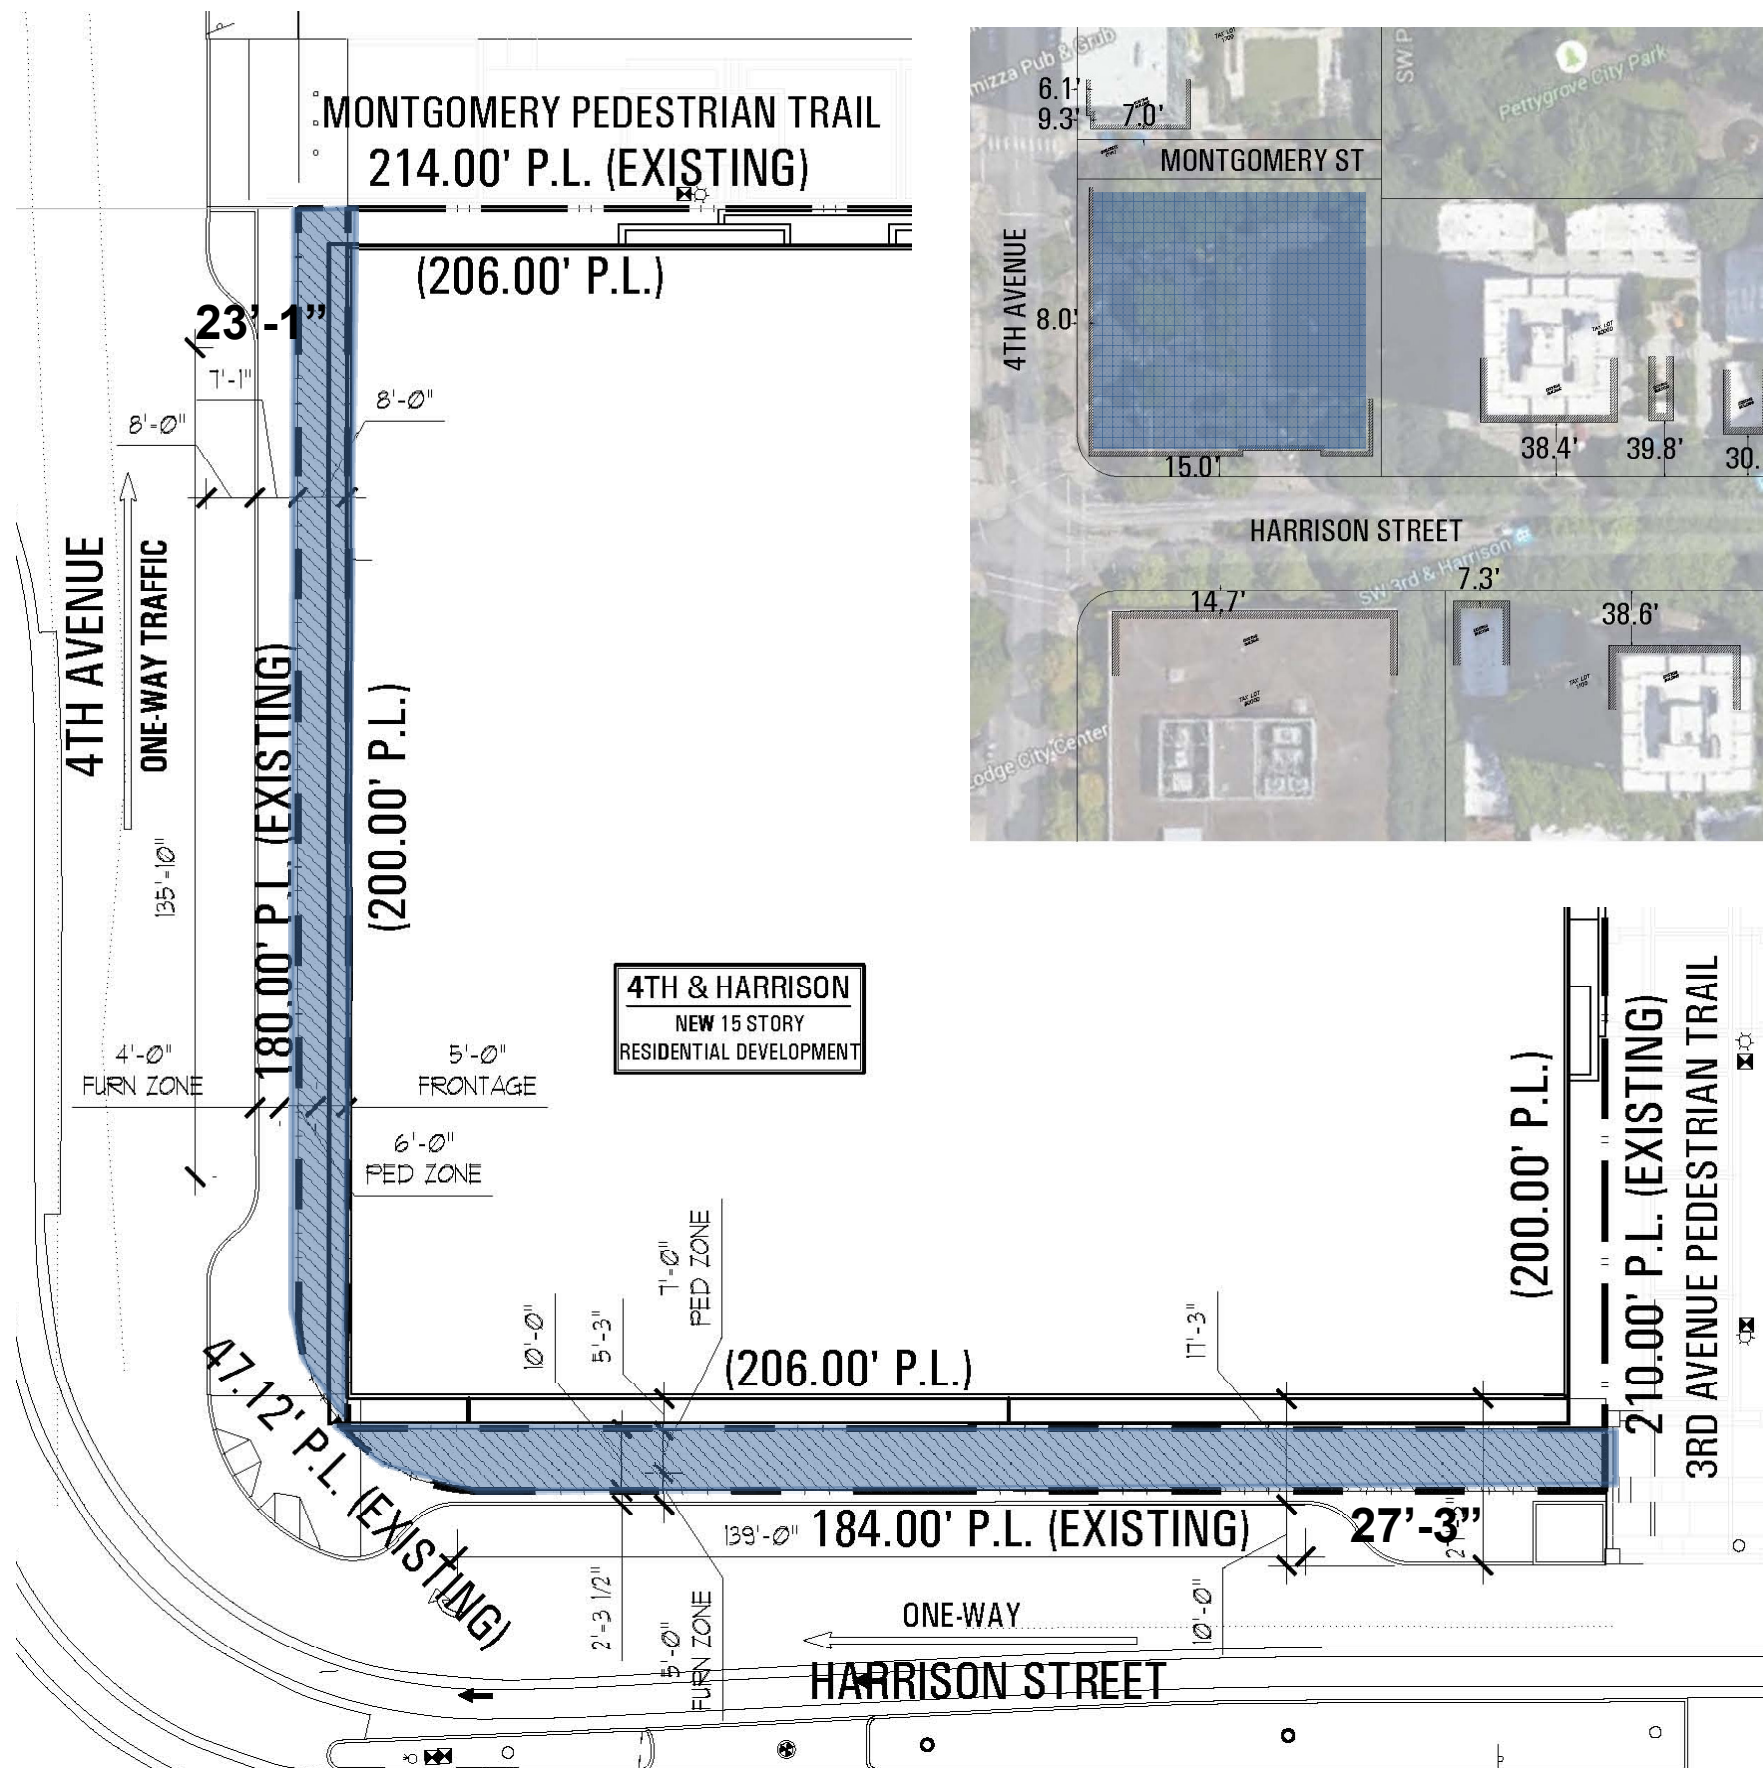 MONTGOMERY PEDESTRIAN TRAIL
214.00' P.L. (EXISTING)
(206.00' P.L.)
23'-1"
7'-1"
8'-0"
8'-0"
4TH AVENUE
ONE-WAY TRAFFIC
135'-10"
180.00' P.L. (EXISTING)
(200.00' P.L.)
4TH & HARRISON
NEW 15 STORY
RESIDENTIAL DEVELOPMENT
4'-0"
FURN ZONE
5'-0"
FRONTAGE
6'-0"
PED ZONE
10'-0"
5'-3"
7'-0"
PED ZONE
17'-3"
(206.00' P.L.)
(200.00' P.L.)
210.00' P.L. (EXISTING)
3RD AVENUE PEDESTRIAN TRAIL
47.12' P.L. (EXISTING)
139'-0"
184.00' P.L. (EXISTING)
27'-3"
2'-3 1/2"
5'-0"
FURN ZONE
10'-0"
ONE-WAY
HARRISON STREET
mizza Pub & Grub
SW P
Pettygrove City Park
6.1'
9.3'
7.0'
MONTGOMERY ST
4TH AVENUE
8.0'
15.0'
38.4'
39.8'
30.
HARRISON STREET
SW 3rd & Harrison
14.7'
7.3'
38.6'
odge City Center